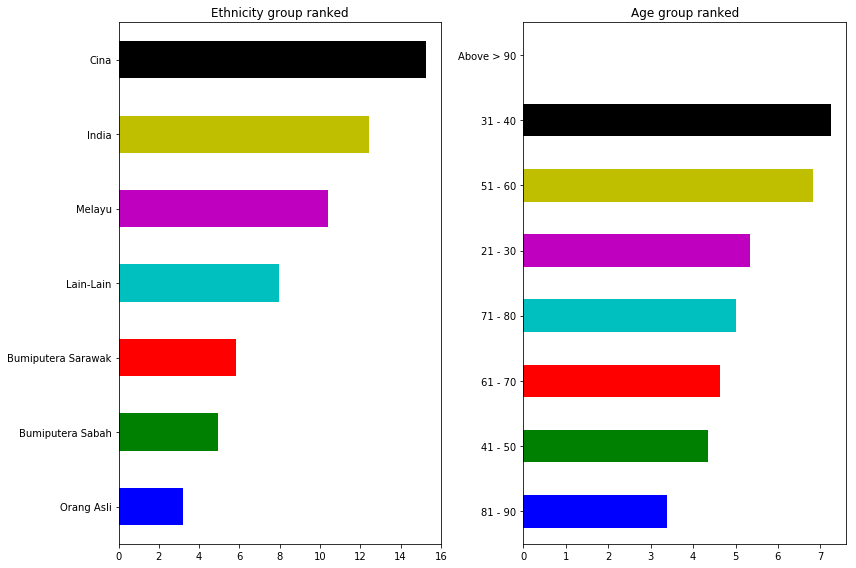 Ethnicity group ranked
Cina
India
Melayu
Lain-Lain
Bumiputera Sarawak
Bumiputera Sabah
Orang Asli
0 2 4 6 8 10 12 14 16
Age group ranked
Above > 90
31 - 40
51 - 60
21 - 30
71 - 80
61 - 70
41 - 50
81 - 90
0 1 2 3 4 5 6 7